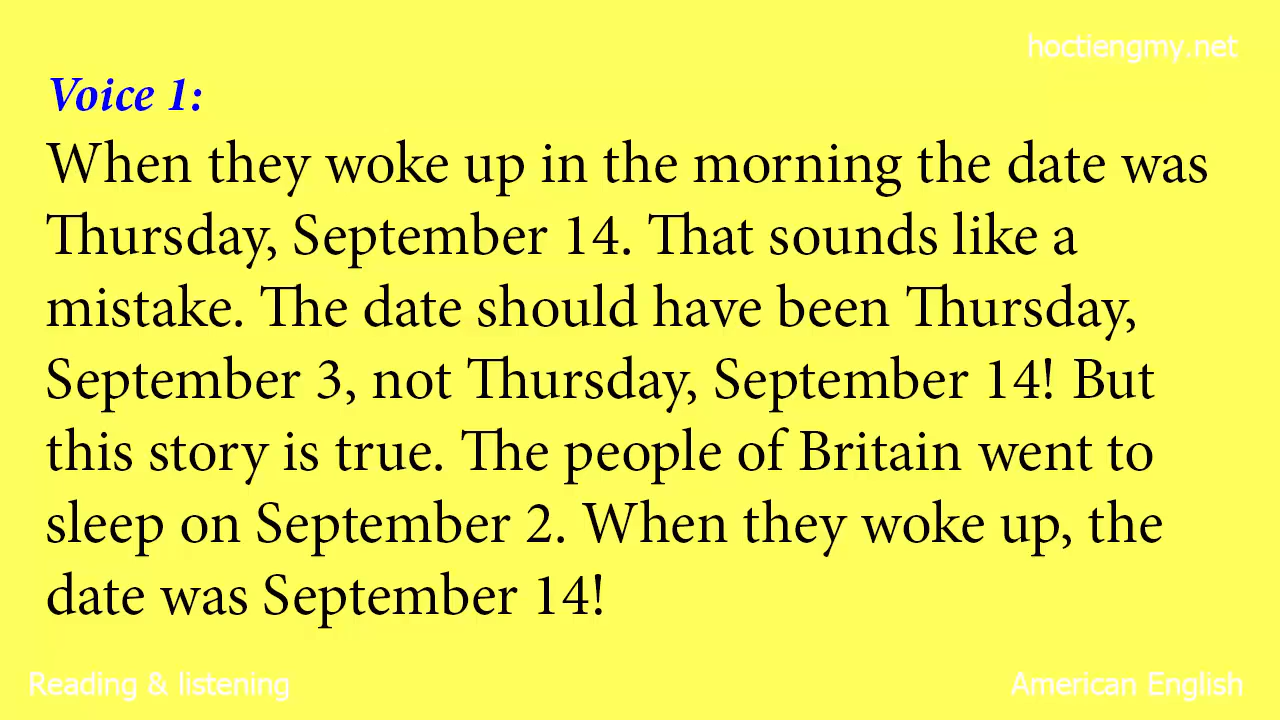 hoctiengmy.net
Voice 1:
When they woke up in the morning the date was
Thursday, September 14. That sounds like a
mistake. The date should have been Thursday,
September 3, not Thursday, September 14! But
this story is true. The people of Britain went to
sleep on September 2. When they woke up, the
date was September 14!
Reading & listening
American English